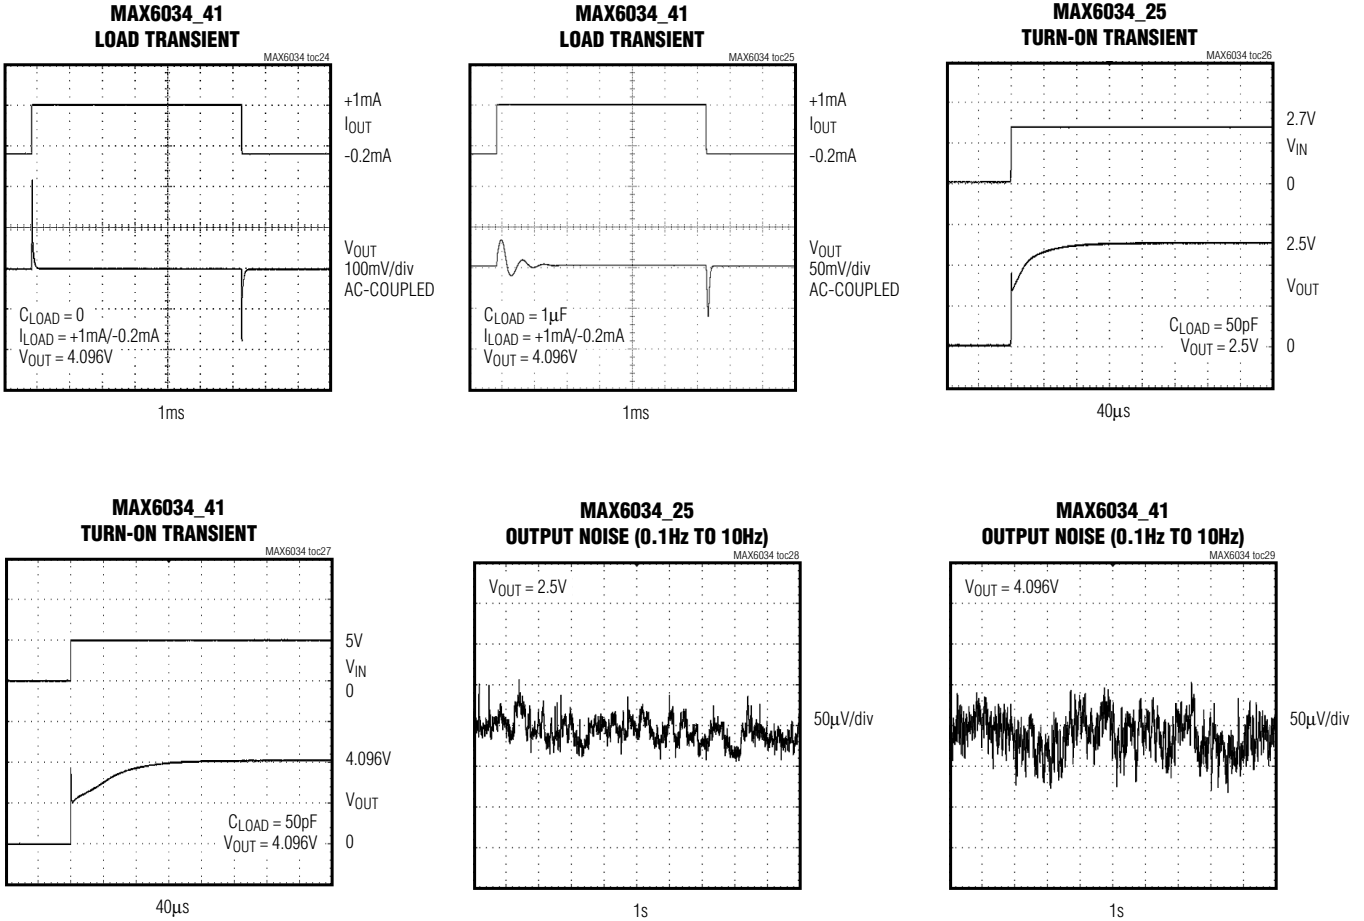 MAX6034_41
LOAD TRANSIENT
MAX6034 toc24
+1mA
IOUT
-0.2mA
VOUT
100mV/div
AC-COUPLED
CLOAD = 0
ILOAD = +1mA/-0.2mA
VOUT = 4.096V
1ms
MAX6034_41
LOAD TRANSIENT
MAX6034 toc25
+1mA
IOUT
-0.2mA
VOUT
50mV/div
AC-COUPLED
CLOAD = 1µF
ILOAD = +1mA/-0.2mA
VOUT = 4.096V
1ms
MAX6034_25
TURN-ON TRANSIENT
MAX6034 toc26
2.7V
VIN
0
2.5V
VOUT
CLOAD = 50pF
VOUT = 2.5V
0
40µs
MAX6034_41
TURN-ON TRANSIENT
MAX6034 toc27
5V
VIN
0
4.096V
VOUT
CLOAD = 50pF
VOUT = 4.096V
0
40µs
MAX6034_25
OUTPUT NOISE (0.1Hz TO 10Hz)
MAX6034 toc28
VOUT = 2.5V
50µV/div
1s
MAX6034_41
OUTPUT NOISE (0.1Hz TO 10Hz)
MAX6034 toc29
VOUT = 4.096V
50µV/div
1s